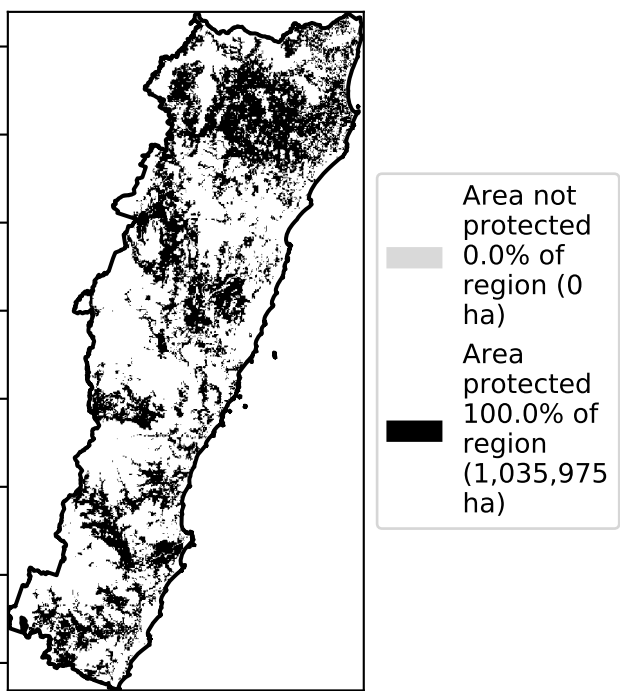 Area not
protected
0.0% of
region (0
ha)
Area
protected
100.0% of
region
(1,035,975
ha)